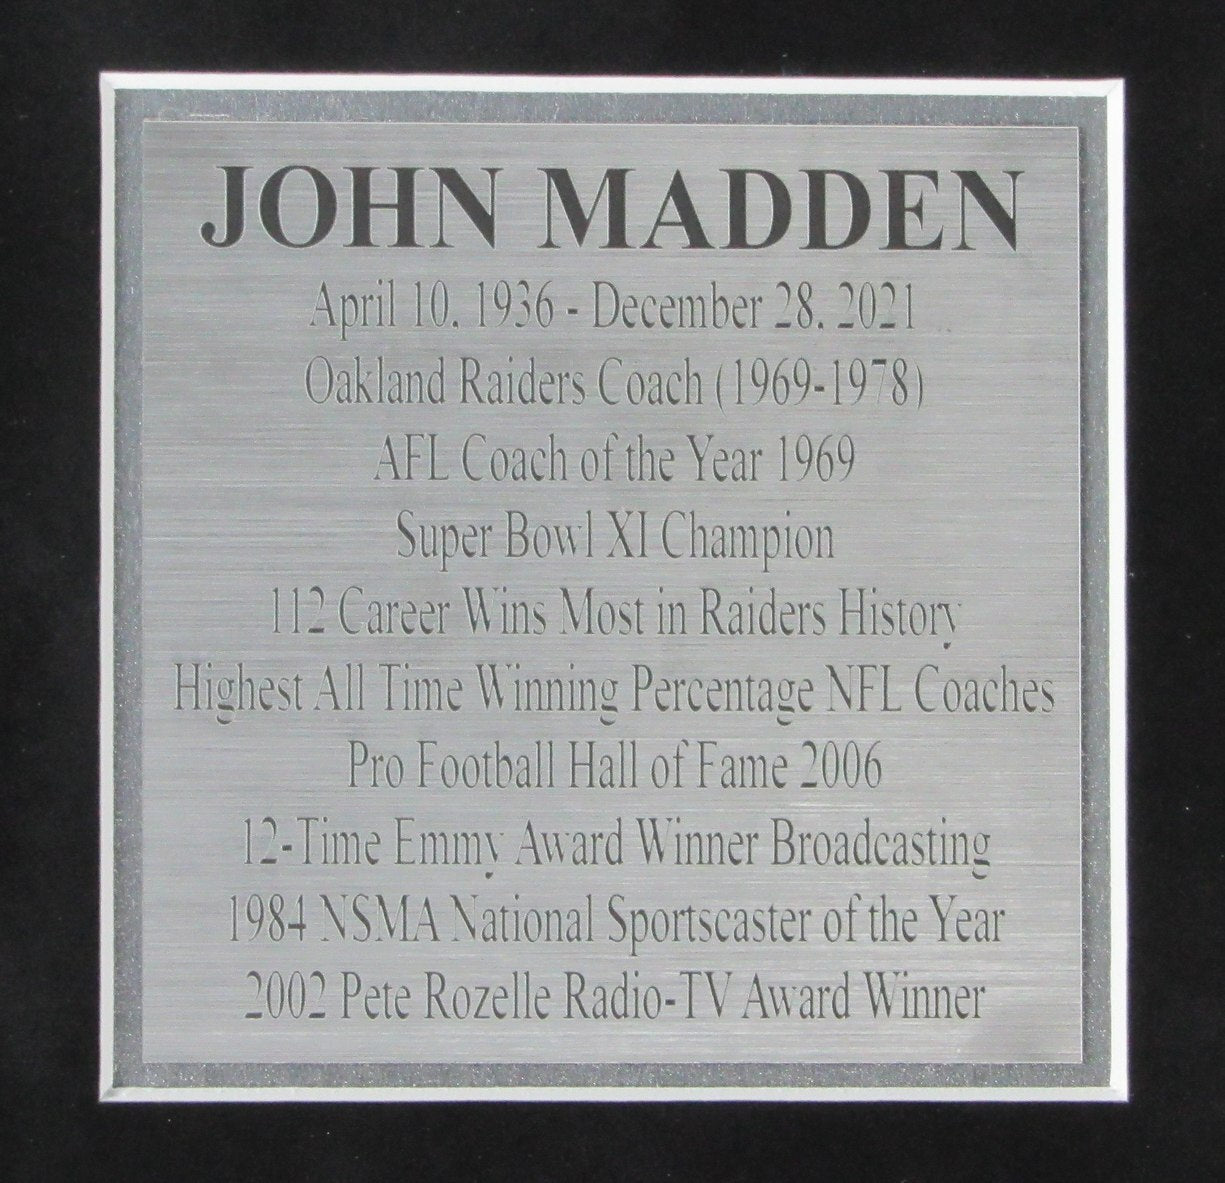 JOHN MADDEN
April 10, 1936 - December 28, 2021
Oakland Raiders Coach (1969-1978)
AFL Coach of the Year 1969
Super Bowl XI Champion
112 Career Wins Most in Raiders History
Highest All Time Winning Percentage NFL Coaches
Pro Football Hall of Fame 2006
12-Time Emmy Award Winner Broadcasting
1984 NSMA National Sportscaster of the Year
2002 Pete Rozelle Radio-TV Award Winner